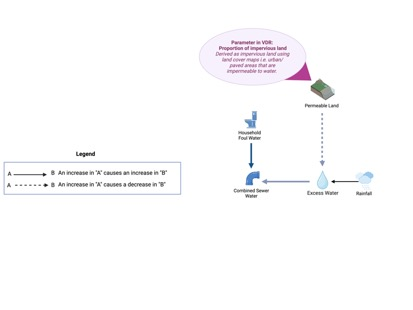 Parameter in VDR:
Proportion of impervious land
Derived as impervious land using
land cover maps i.e. urban/
paved areas that are
impermeable to water.
Permeable Land
Household
Foul Water
Legend
A B An increase in "A" causes an increase in "B"
A B An increase in "A" causes a decrease in "B"
Combined Sewer
Water
Excess Water
Rainfall